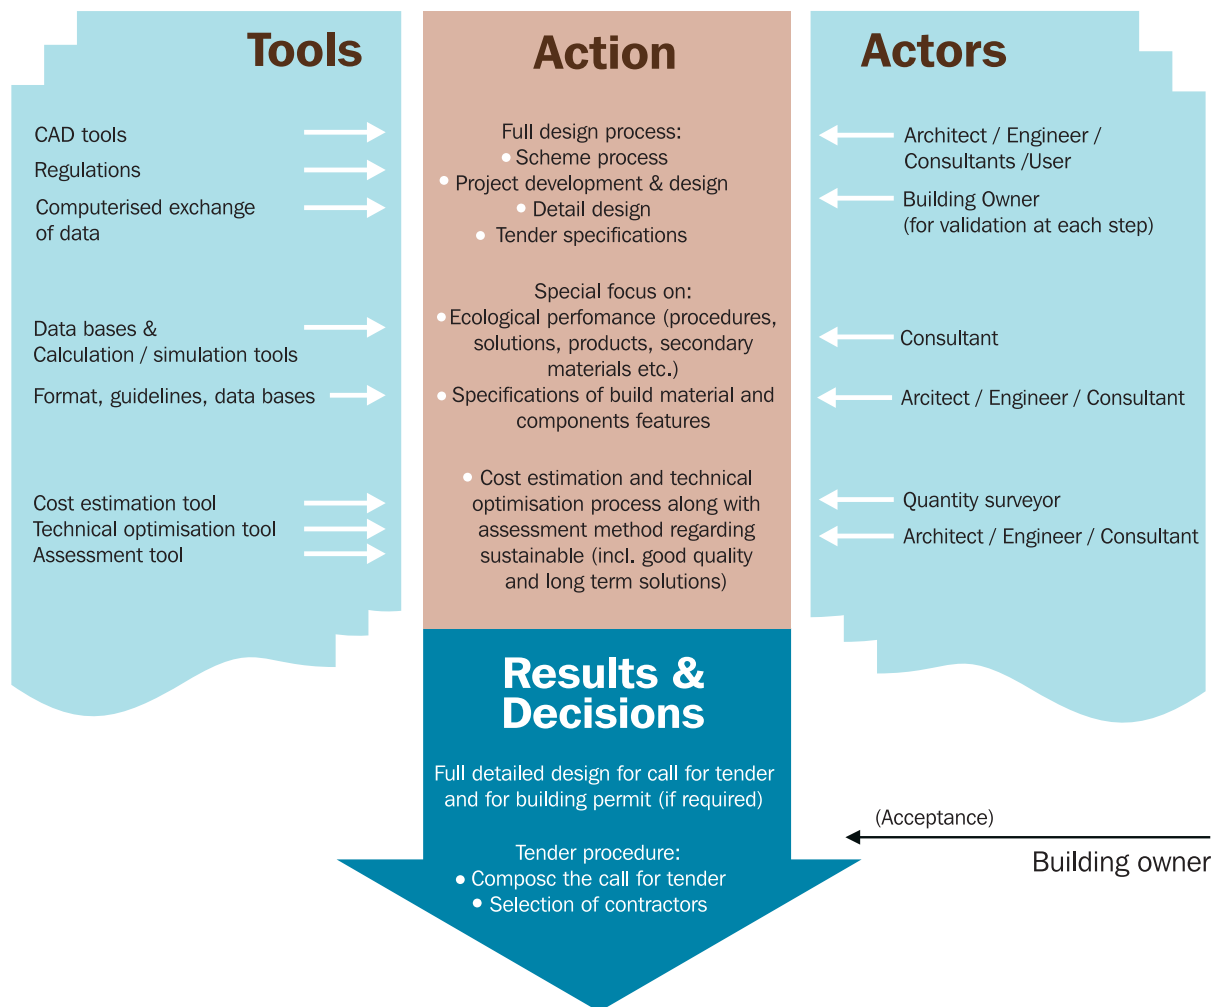 Tools
CAD tools
Regulations
Computerised exchange
of data
Data bases &
Calculation / simulation tools
Format, guidelines, data bases
Cost estimation tool
Technical optimisation tool
Assessment tool
Action
Full design process:
• Scheme process
• Project development & design
• Detail design
• Tender specifications
Special focus on:
• Ecological perfomance (procedures,
solutions, products, secondary
materials etc.)
• Specifications of build material and
components features
• Cost estimation and technical
optimisation process along with
assessment method regarding
sustainable (incl. good quality
and long term solutions)
Actors
Architect / Engineer /
Consultants /User
Building Owner
(for validation at each step)
Consultant
Arcitect / Engineer / Consultant
Quantity surveyor
Architect / Engineer / Consultant
Results &
Decisions
Full detailed design for call for tender
and for building permit (if required)
Tender procedure:
• Composc the call for tender
• Selection of contractors
(Acceptance)
Building owner